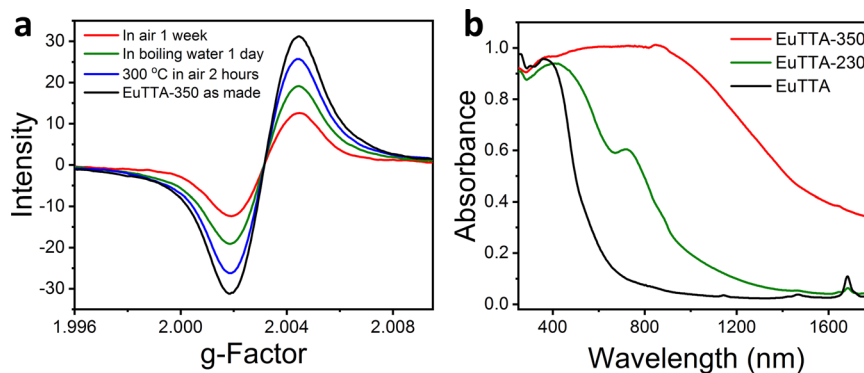 a
In air 1 week
In boiling water 1 day
300 °C in air 2 hours
EuTTA-350 as made
Intensity
30
20
10
0
-10
-20
-30
1.996
2.000
2.004
2.008
g-Factor
b
EuTTA-350
EuTTA-230
EuTTA
Absorbance
1.0
0.8
0.6
0.4
0.2
0.0
400
800
1200
1600
Wavelength (nm)